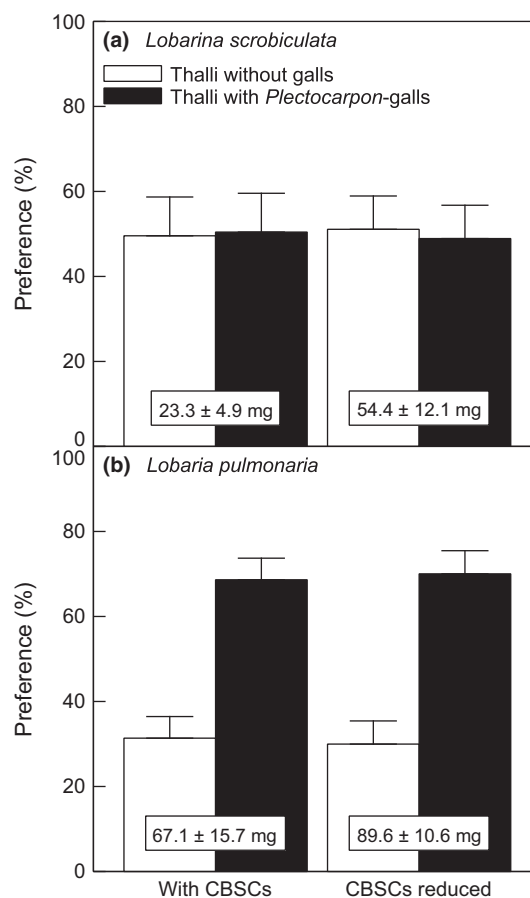 100
(a) Lobarina scrobiculata
Thalli without galls
Thalli with Plectocarpon-galls
80
60
40
20
0
Preference (%)
23.3 ± 4.9 mg
54.4 ± 12.1 mg
100
(b) Lobaria pulmonaria
80
60
40
20
0
Preference (%)
67.1 ± 15.7 mg
89.6 ± 10.6 mg
With CBSCs
CBSCs reduced